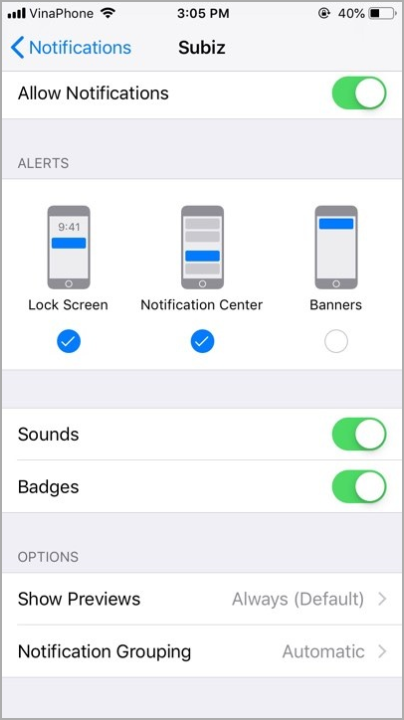 VinaPhone 3:05 PM 40%
Notifications Subiz
Allow Notifications
ALERTS
9:41
Lock Screen Notification Center Banners
Sounds
Badges
OPTIONS
Show Previews Always (Default)
Notification Grouping Automatic